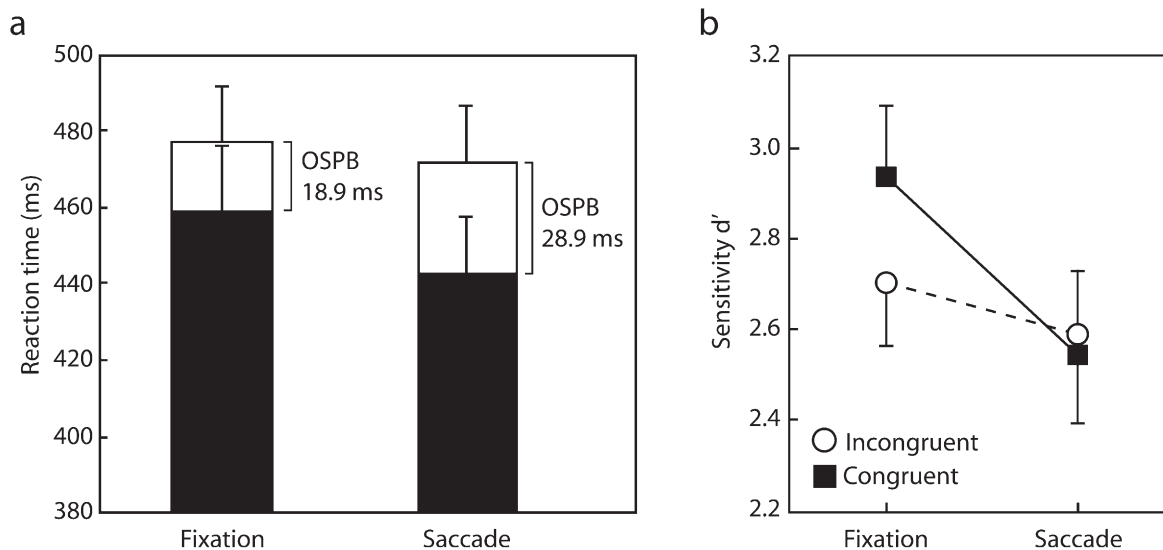 a
500
480
460
440
420
400
380
Reaction time (ms)
OSPB
18.9 ms
OSPB
28.9 ms
Fixation
Saccade
b
3.2
3.0
2.8
2.6
2.4
2.2
Sensitivity d′
Incongruent
Congruent
Fixation
Saccade